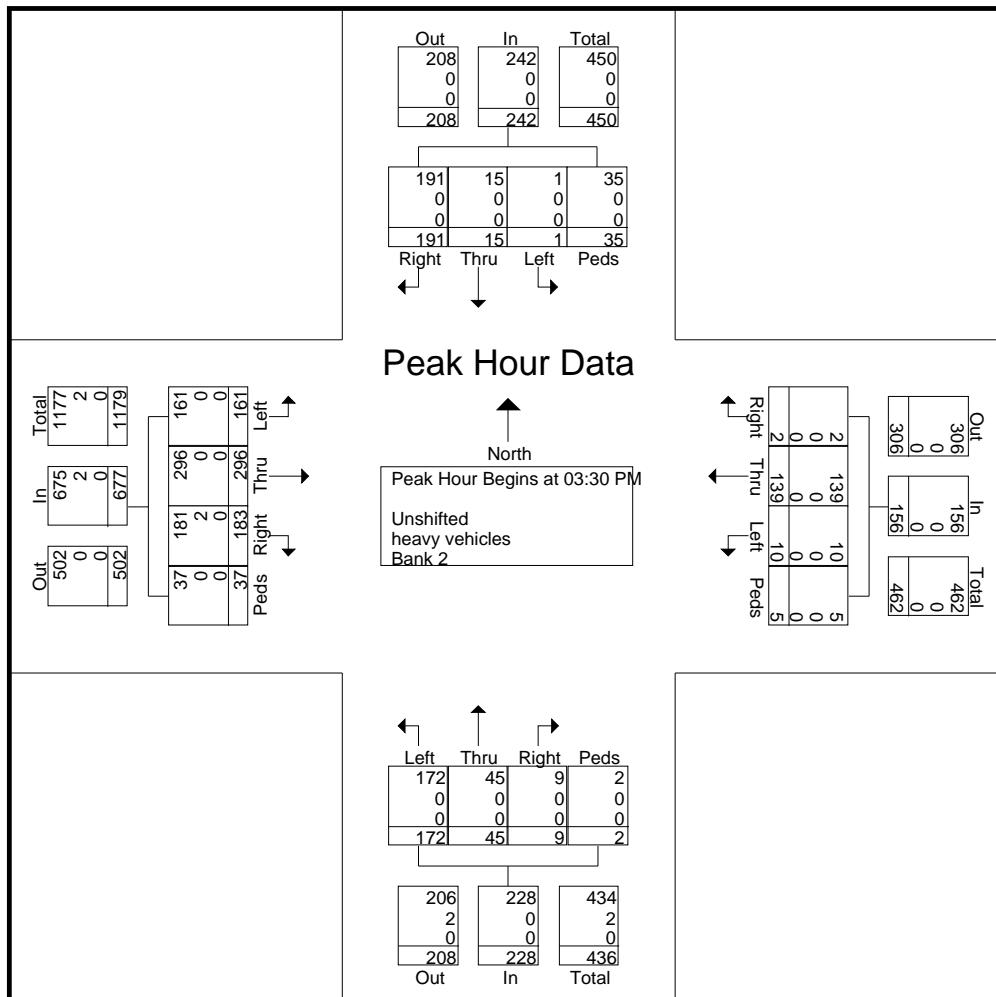 Out In Total
208 242 450
0 0 0
0 0 0
208 242 450
191 15 1 35
0 0 0 0
0 0 0 0
191 15 1 35
Right Thru Left Peds
Peak Hour Data
North
Peak Hour Begins at 03:30 PM
Unshifted
heavy vehicles
Bank 2
Total
1177 2 0 1179
In
675 2 0 677
Out
502 0 0 502
161 0 0 161
Left
296 0 0 296
Thru
181 2 0 183
Right
37 0 0 37
Peds
Right
2 0 0 2
Thru
139 0 0 139
Left
10 0 0 10
Peds
5 0 0 5
Out
306 0 0 306
In
156 0 0 156
Total
462 0 0 462
Left Thru Right Peds
172 45 9 2
0 0 0 0
0 0 0 0
172 45 9 2
206 228 434
2 0 2
0 0 0
208 228 436
Out In Total